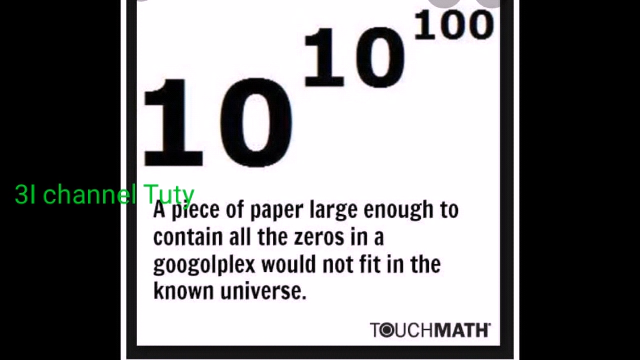 10^10^100
3I channel Tuty
A piece of paper large enough to
contain all the zeros in a
googolplex would not fit in the
known universe.
TOUCHMATH